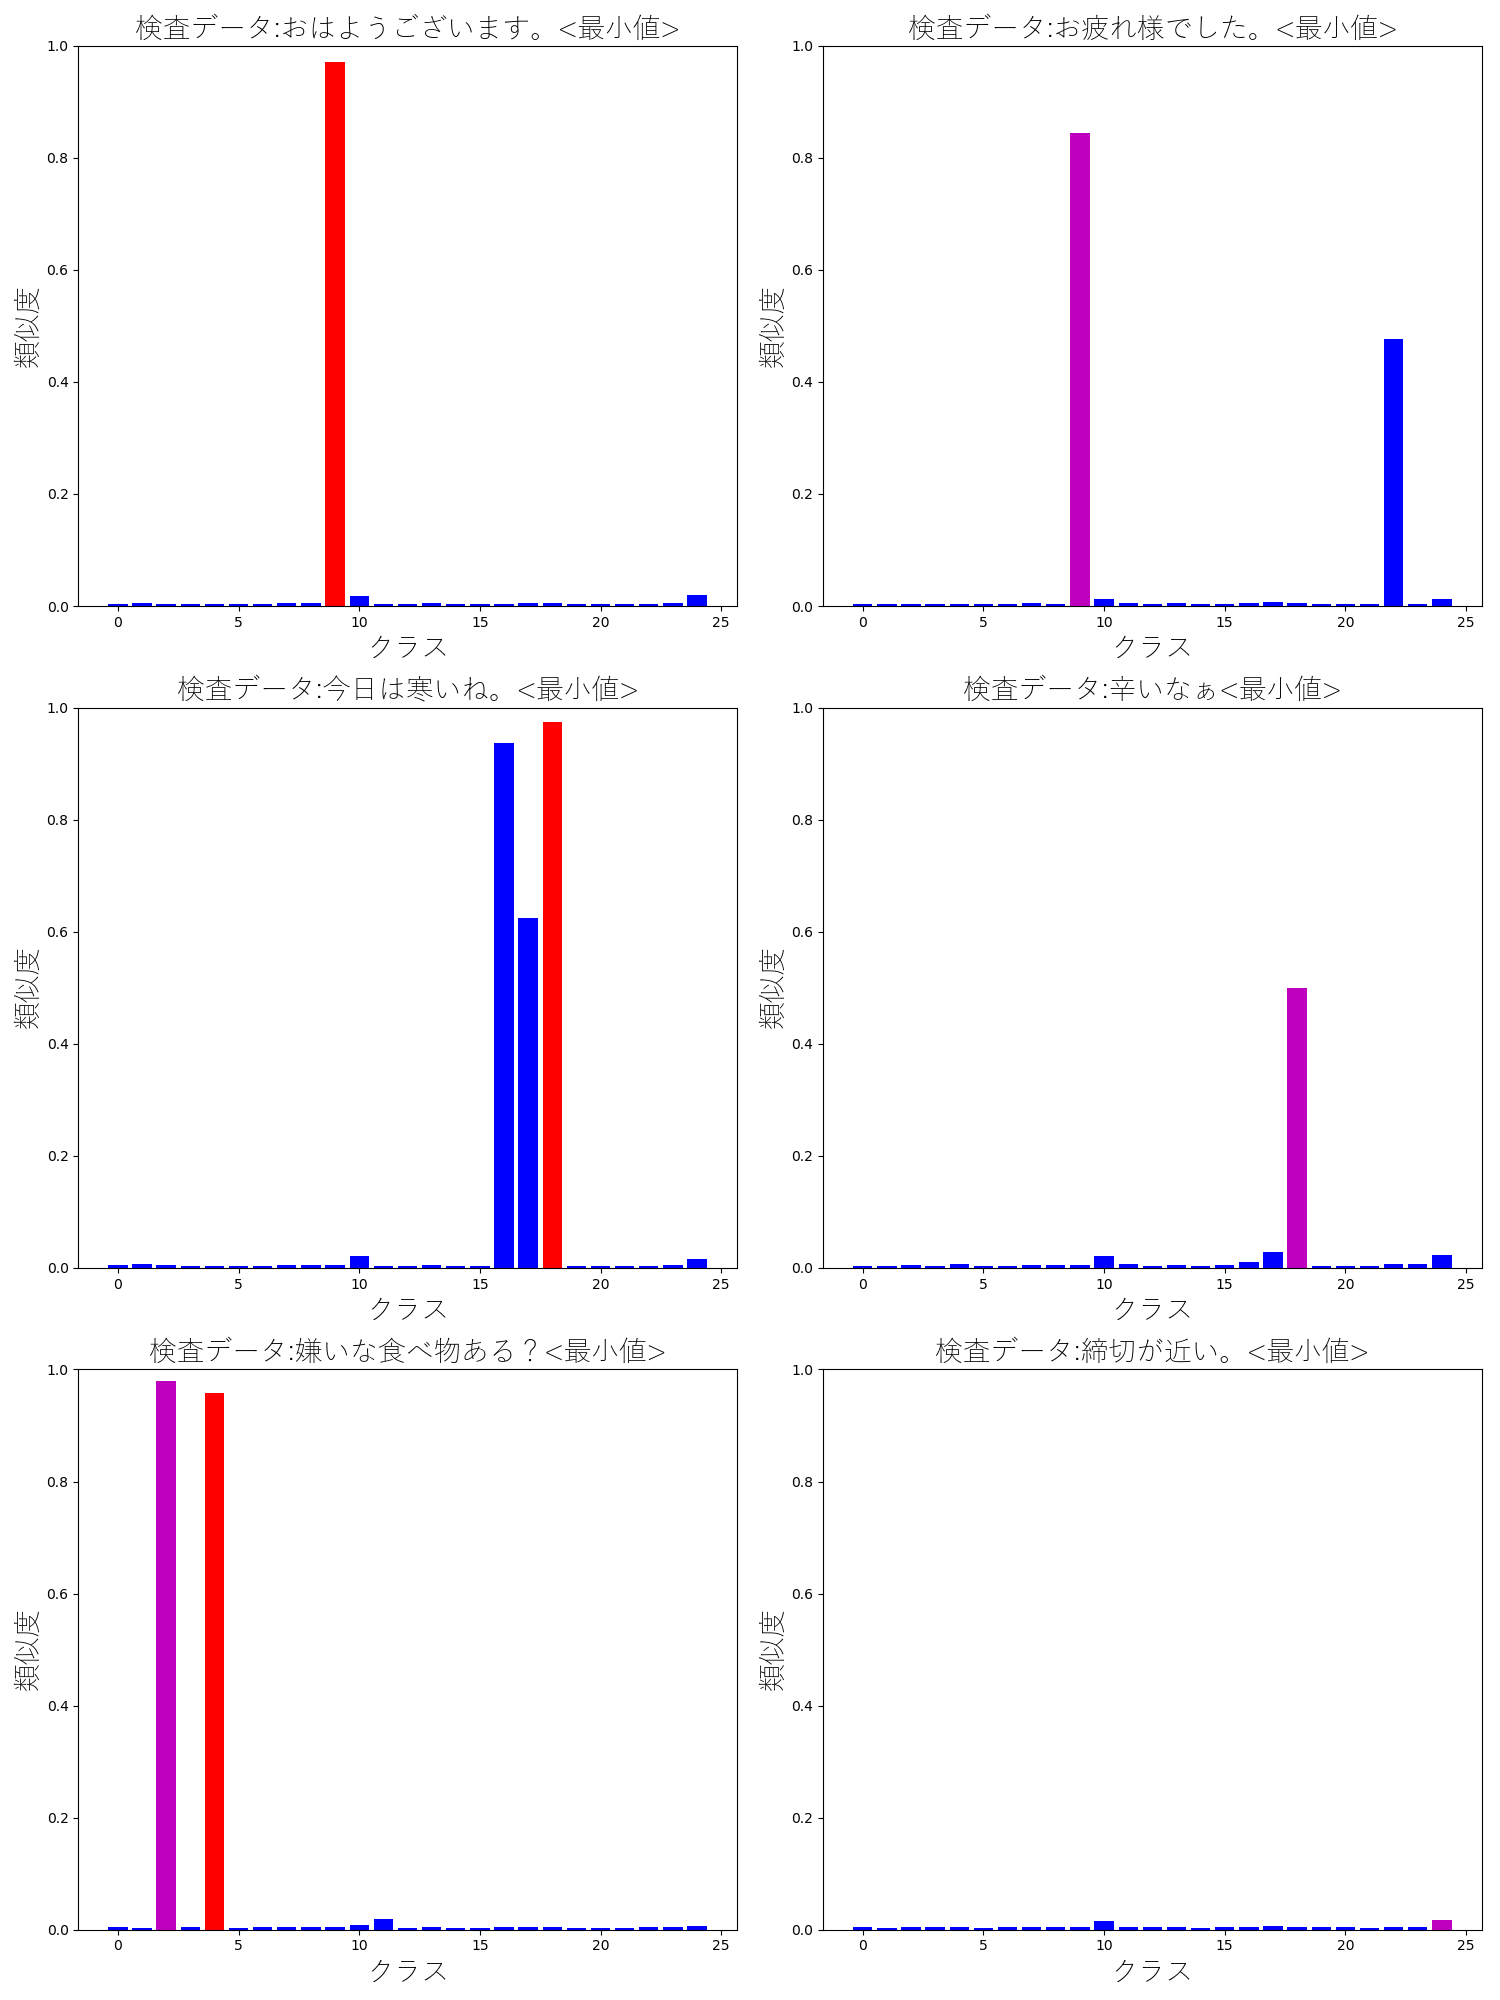 検査データ:おはようございます。<最小値>
1.0
0.8
0.6
0.4
0.2
0.0
類似度
0 5 10 15 20 25
クラス
検査データ:お疲れ様でした。<最小値>
1.0
0.8
0.6
0.4
0.2
0.0
類似度
0 5 10 15 20 25
クラス
検査データ:今日は寒いね。<最小値>
1.0
0.8
0.6
0.4
0.2
0.0
類似度
0 5 10 15 20 25
クラス
検査データ:辛いなぁ<最小値>
1.0
0.8
0.6
0.4
0.2
0.0
類似度
0 5 10 15 20 25
クラス
検査データ:嫌いな食べ物ある？<最小値>
1.0
0.8
0.6
0.4
0.2
0.0
類似度
0 5 10 15 20 25
クラス
検査データ:締切が近い。<最小値>
1.0
0.8
0.6
0.4
0.2
0.0
類似度
0 5 10 15 20 25
クラス